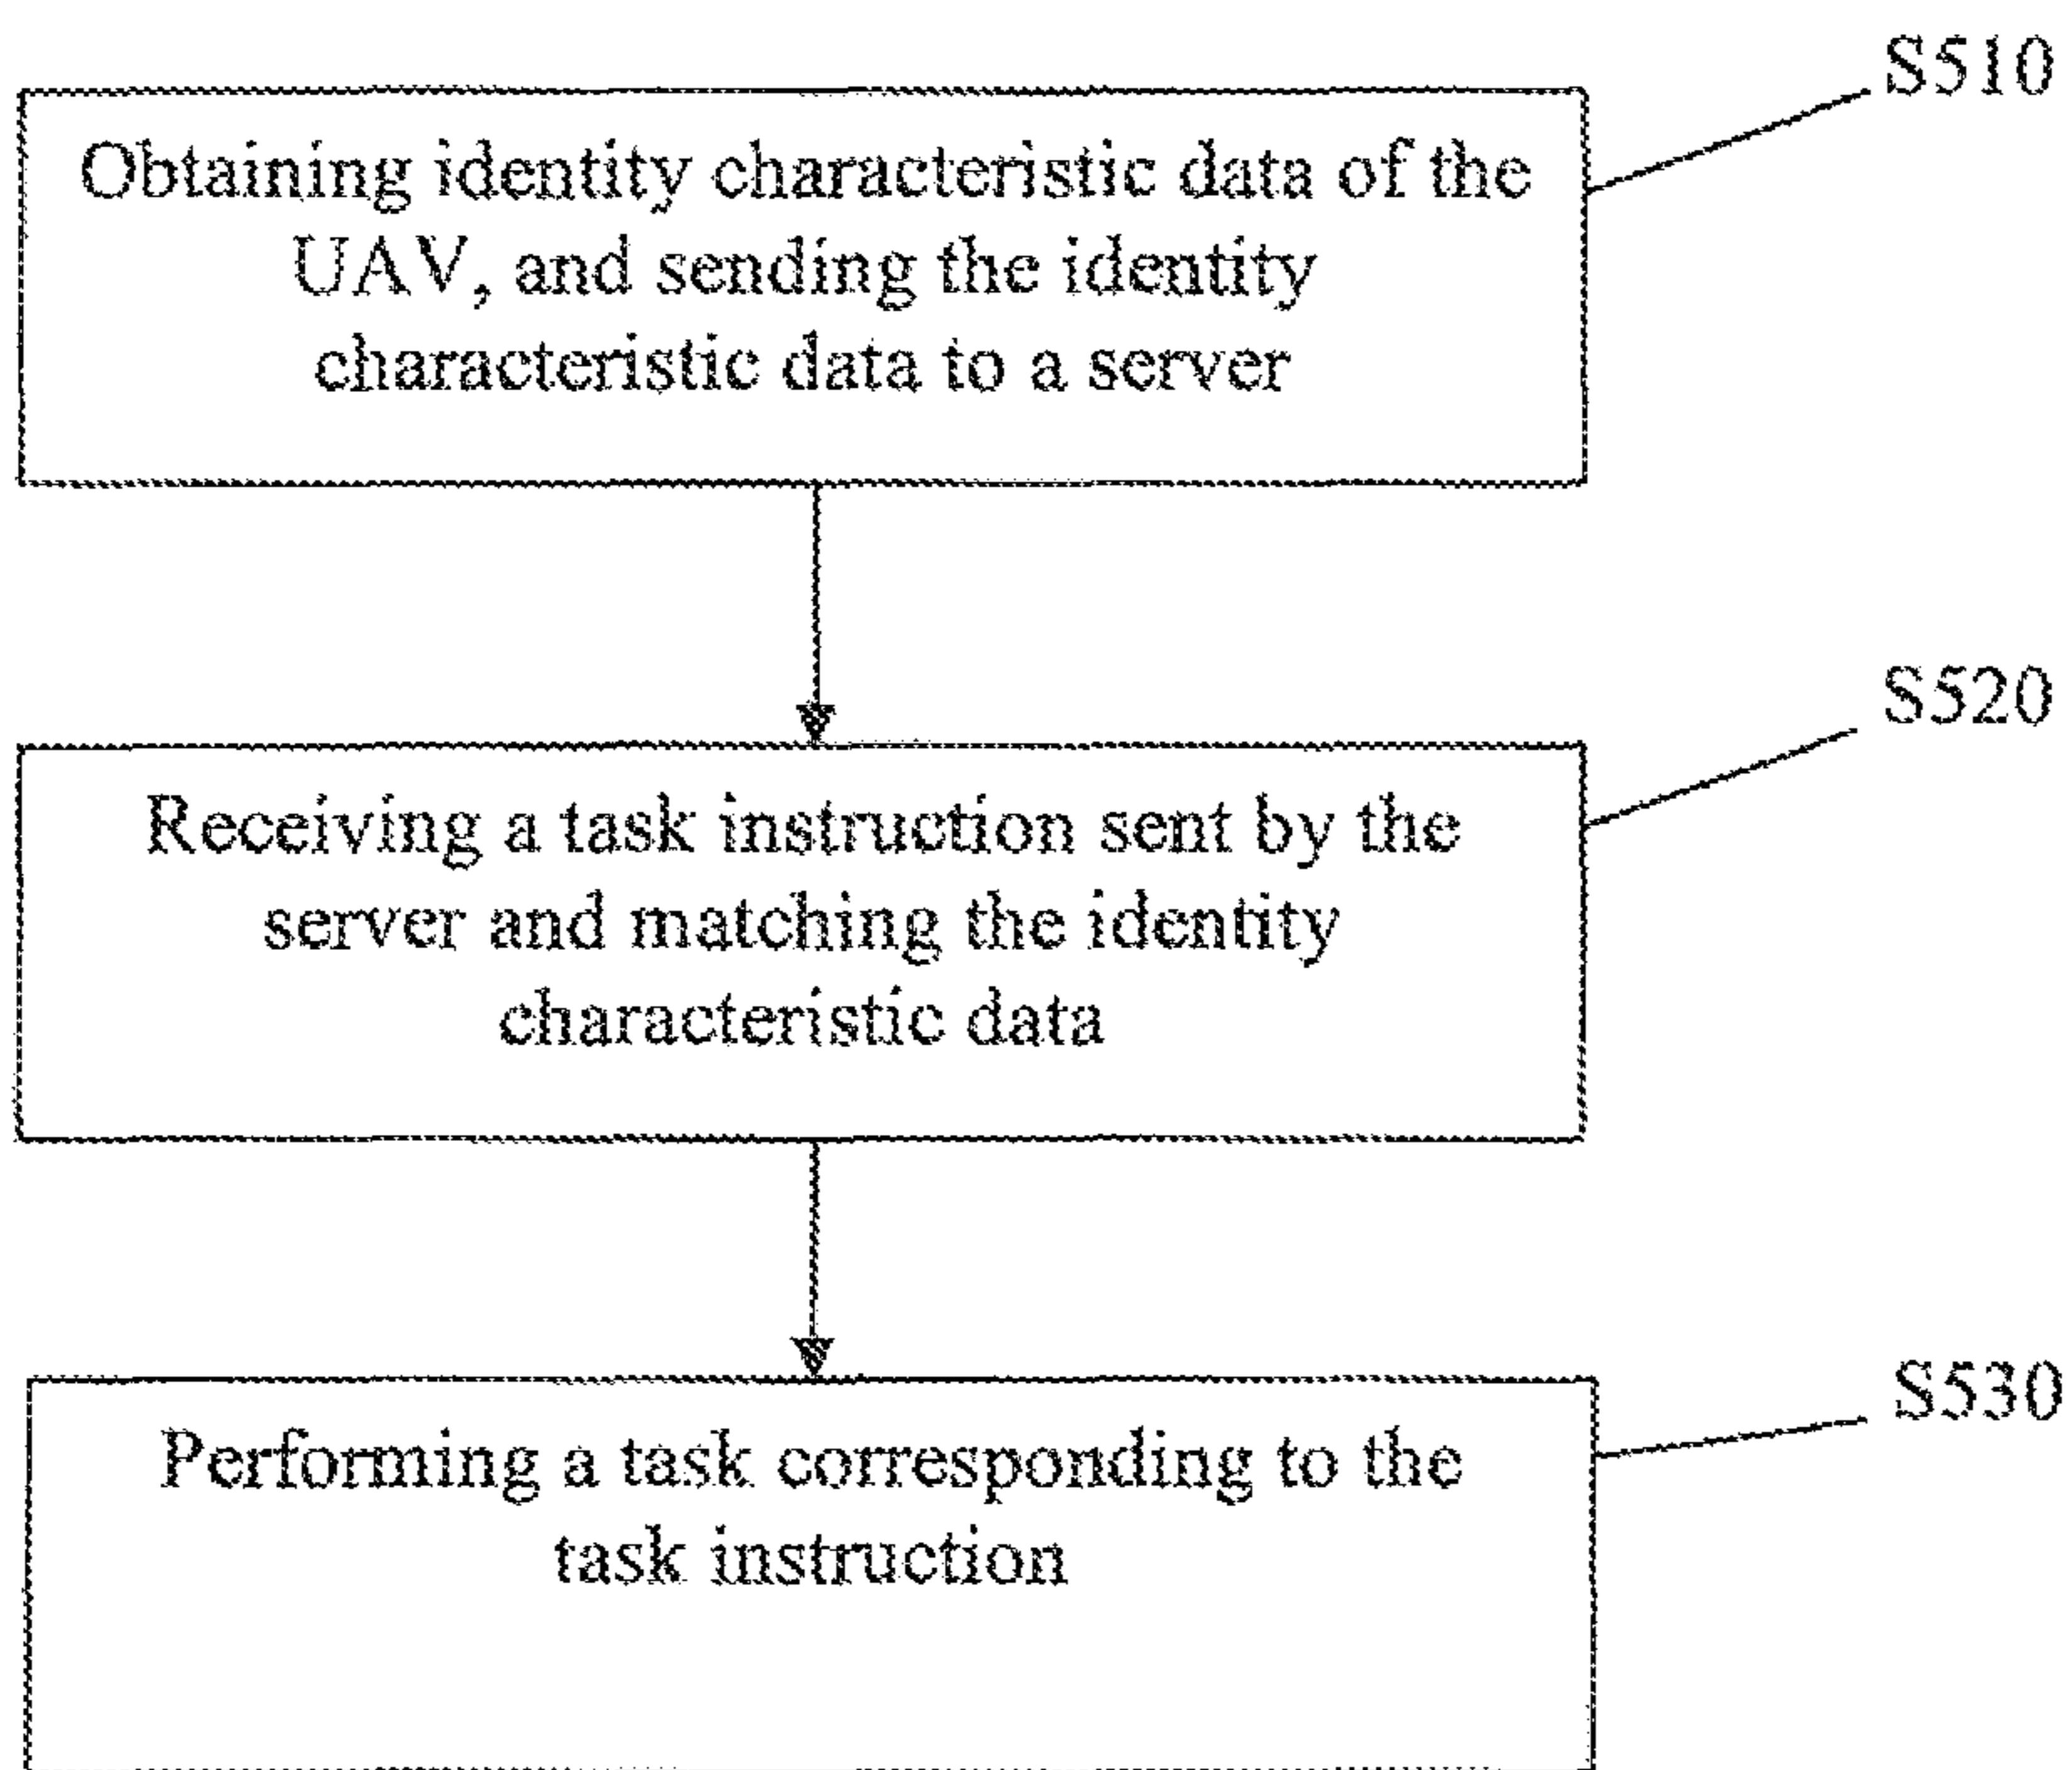 S510
Obtaining identity characteristic data of the
UAV, and sending the identity
characteristic data to a server
S520
Receiving a task instruction sent by the
server and matching the identity
characteristic data
S530
Performing a task corresponding to the
task instruction